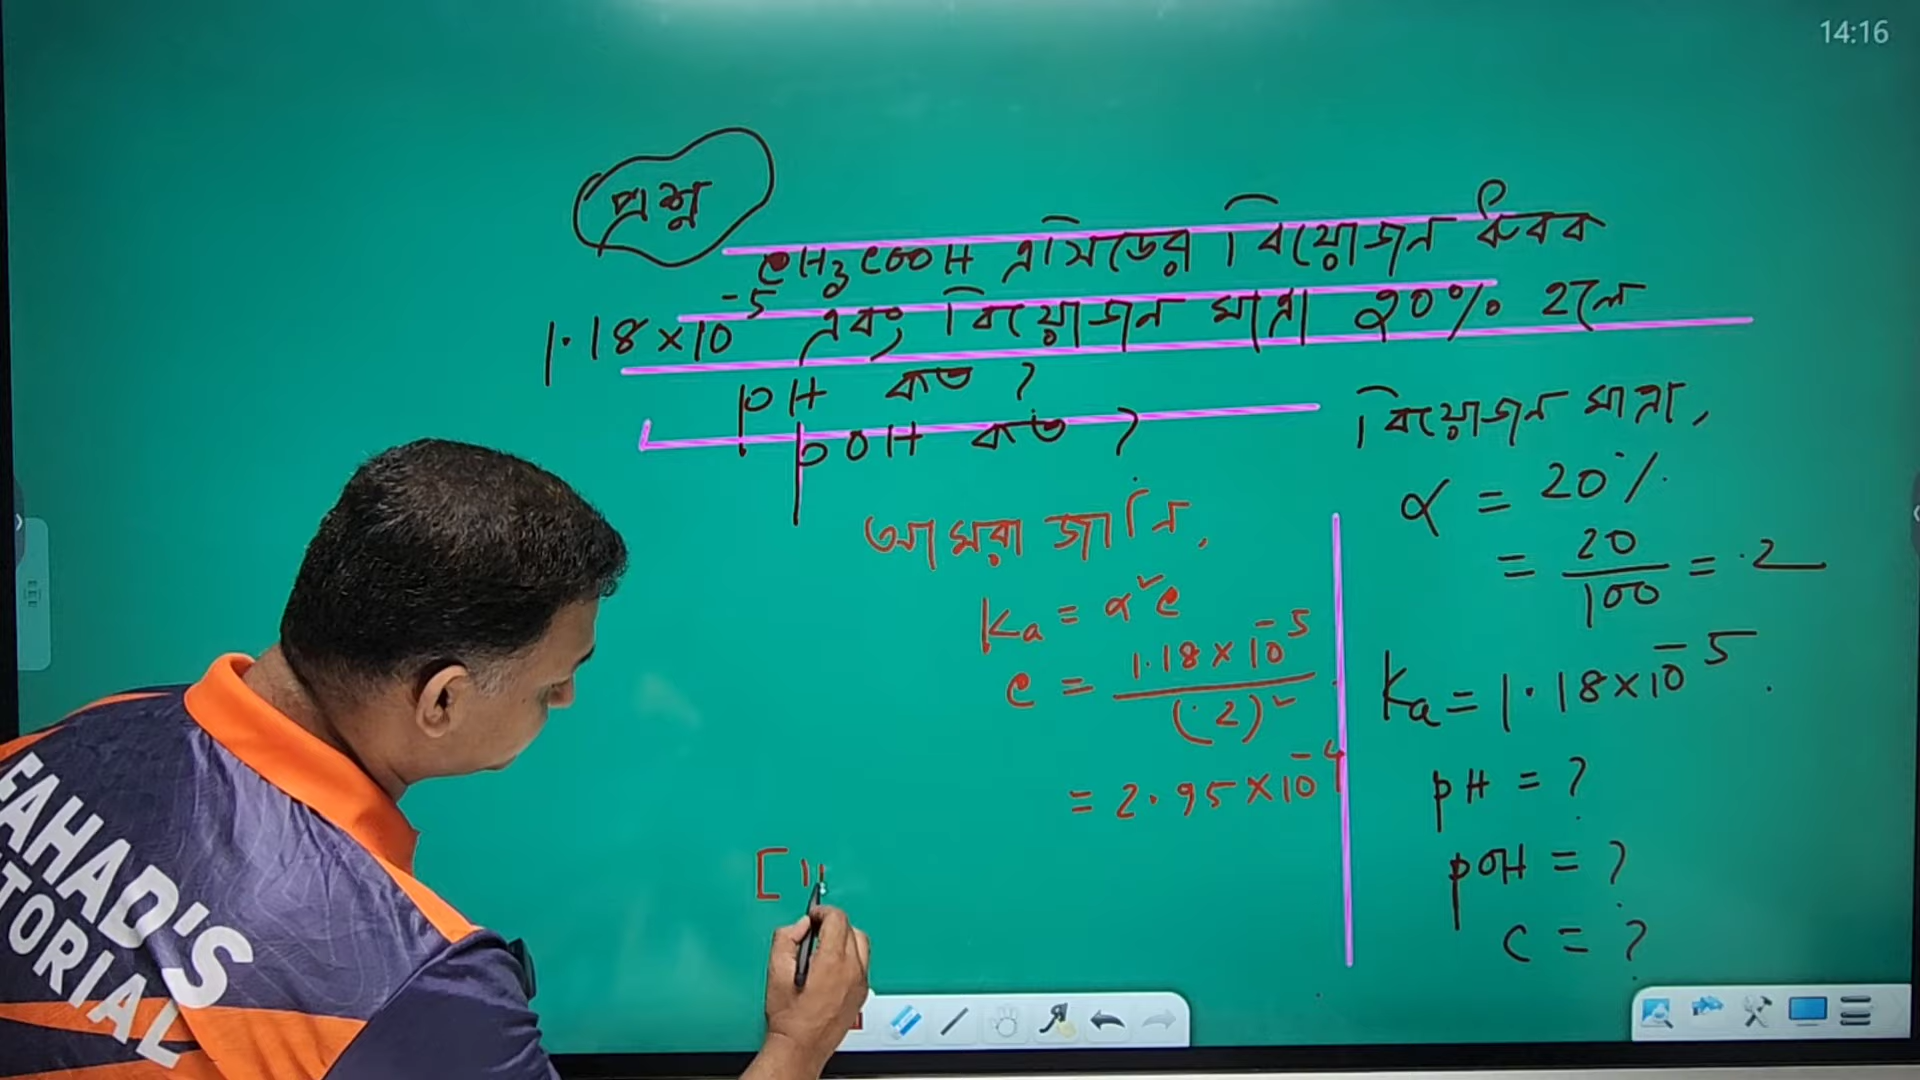 14:16
প্রশ্ন
CH3COOH এসিডের বিয়োজন ধ্রুবক
1.18×10^-5 এবং বিয়োজন মাত্রা 20% হলে
pH কত ?
pOH কত ?
আমরা জানি,
Ka = α²c
c = 1.18×10^-5 / (.2)²
= 2.95×10^-4
[H
বিয়োজন মাত্রা,
α = 20%
= 20/100 = .2
Ka = 1.18×10^-5
pH = ?
pOH = ?
c = ?
FAHAD'S
TUTORIAL